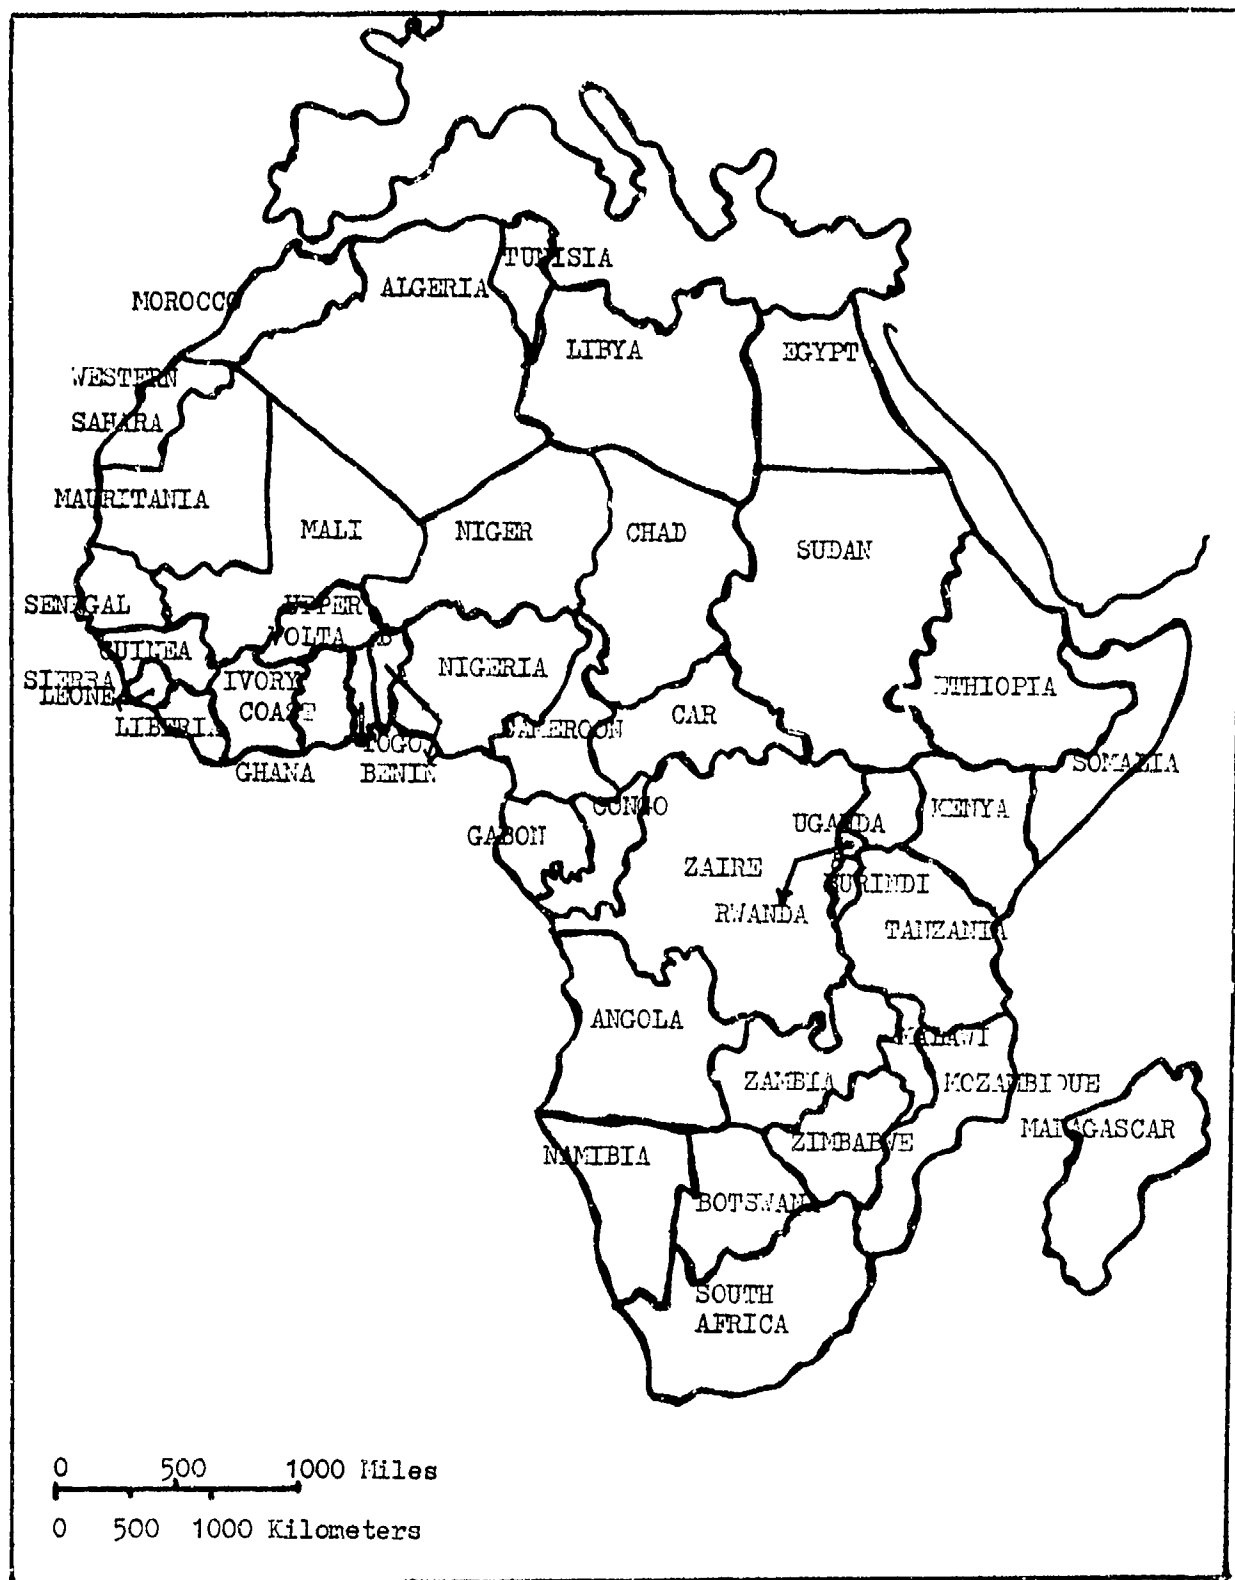 TUNISIA
ALGERIA
MOROCCO
LIBYA
EGYPT
WESTERN
SAHARA
MAURITANIA
MALI
NIGER
CHAD
SUDAN
SENEGAL
UPPER
VOLTA
GUINEA
NIGERIA
SIERRA
LEONE
IVORY
COAST
ETHIOPIA
LIBERIA
CAMEROON
CAR
TOGO
GHANA
BENIN
SOMALIA
CONGO
KENYA
GABON
UGANDA
ZAIRE
BURINDI
RWANDA
TANZANIA
ANGOLA
MALAWI
ZAMBIA
MOZAMBIQUE
MADAGASCAR
ZIMBABWE
NAMIBIA
BOTSWANA
SOUTH
AFRICA
0 500 1000 Miles
0 500 1000 Kilometers